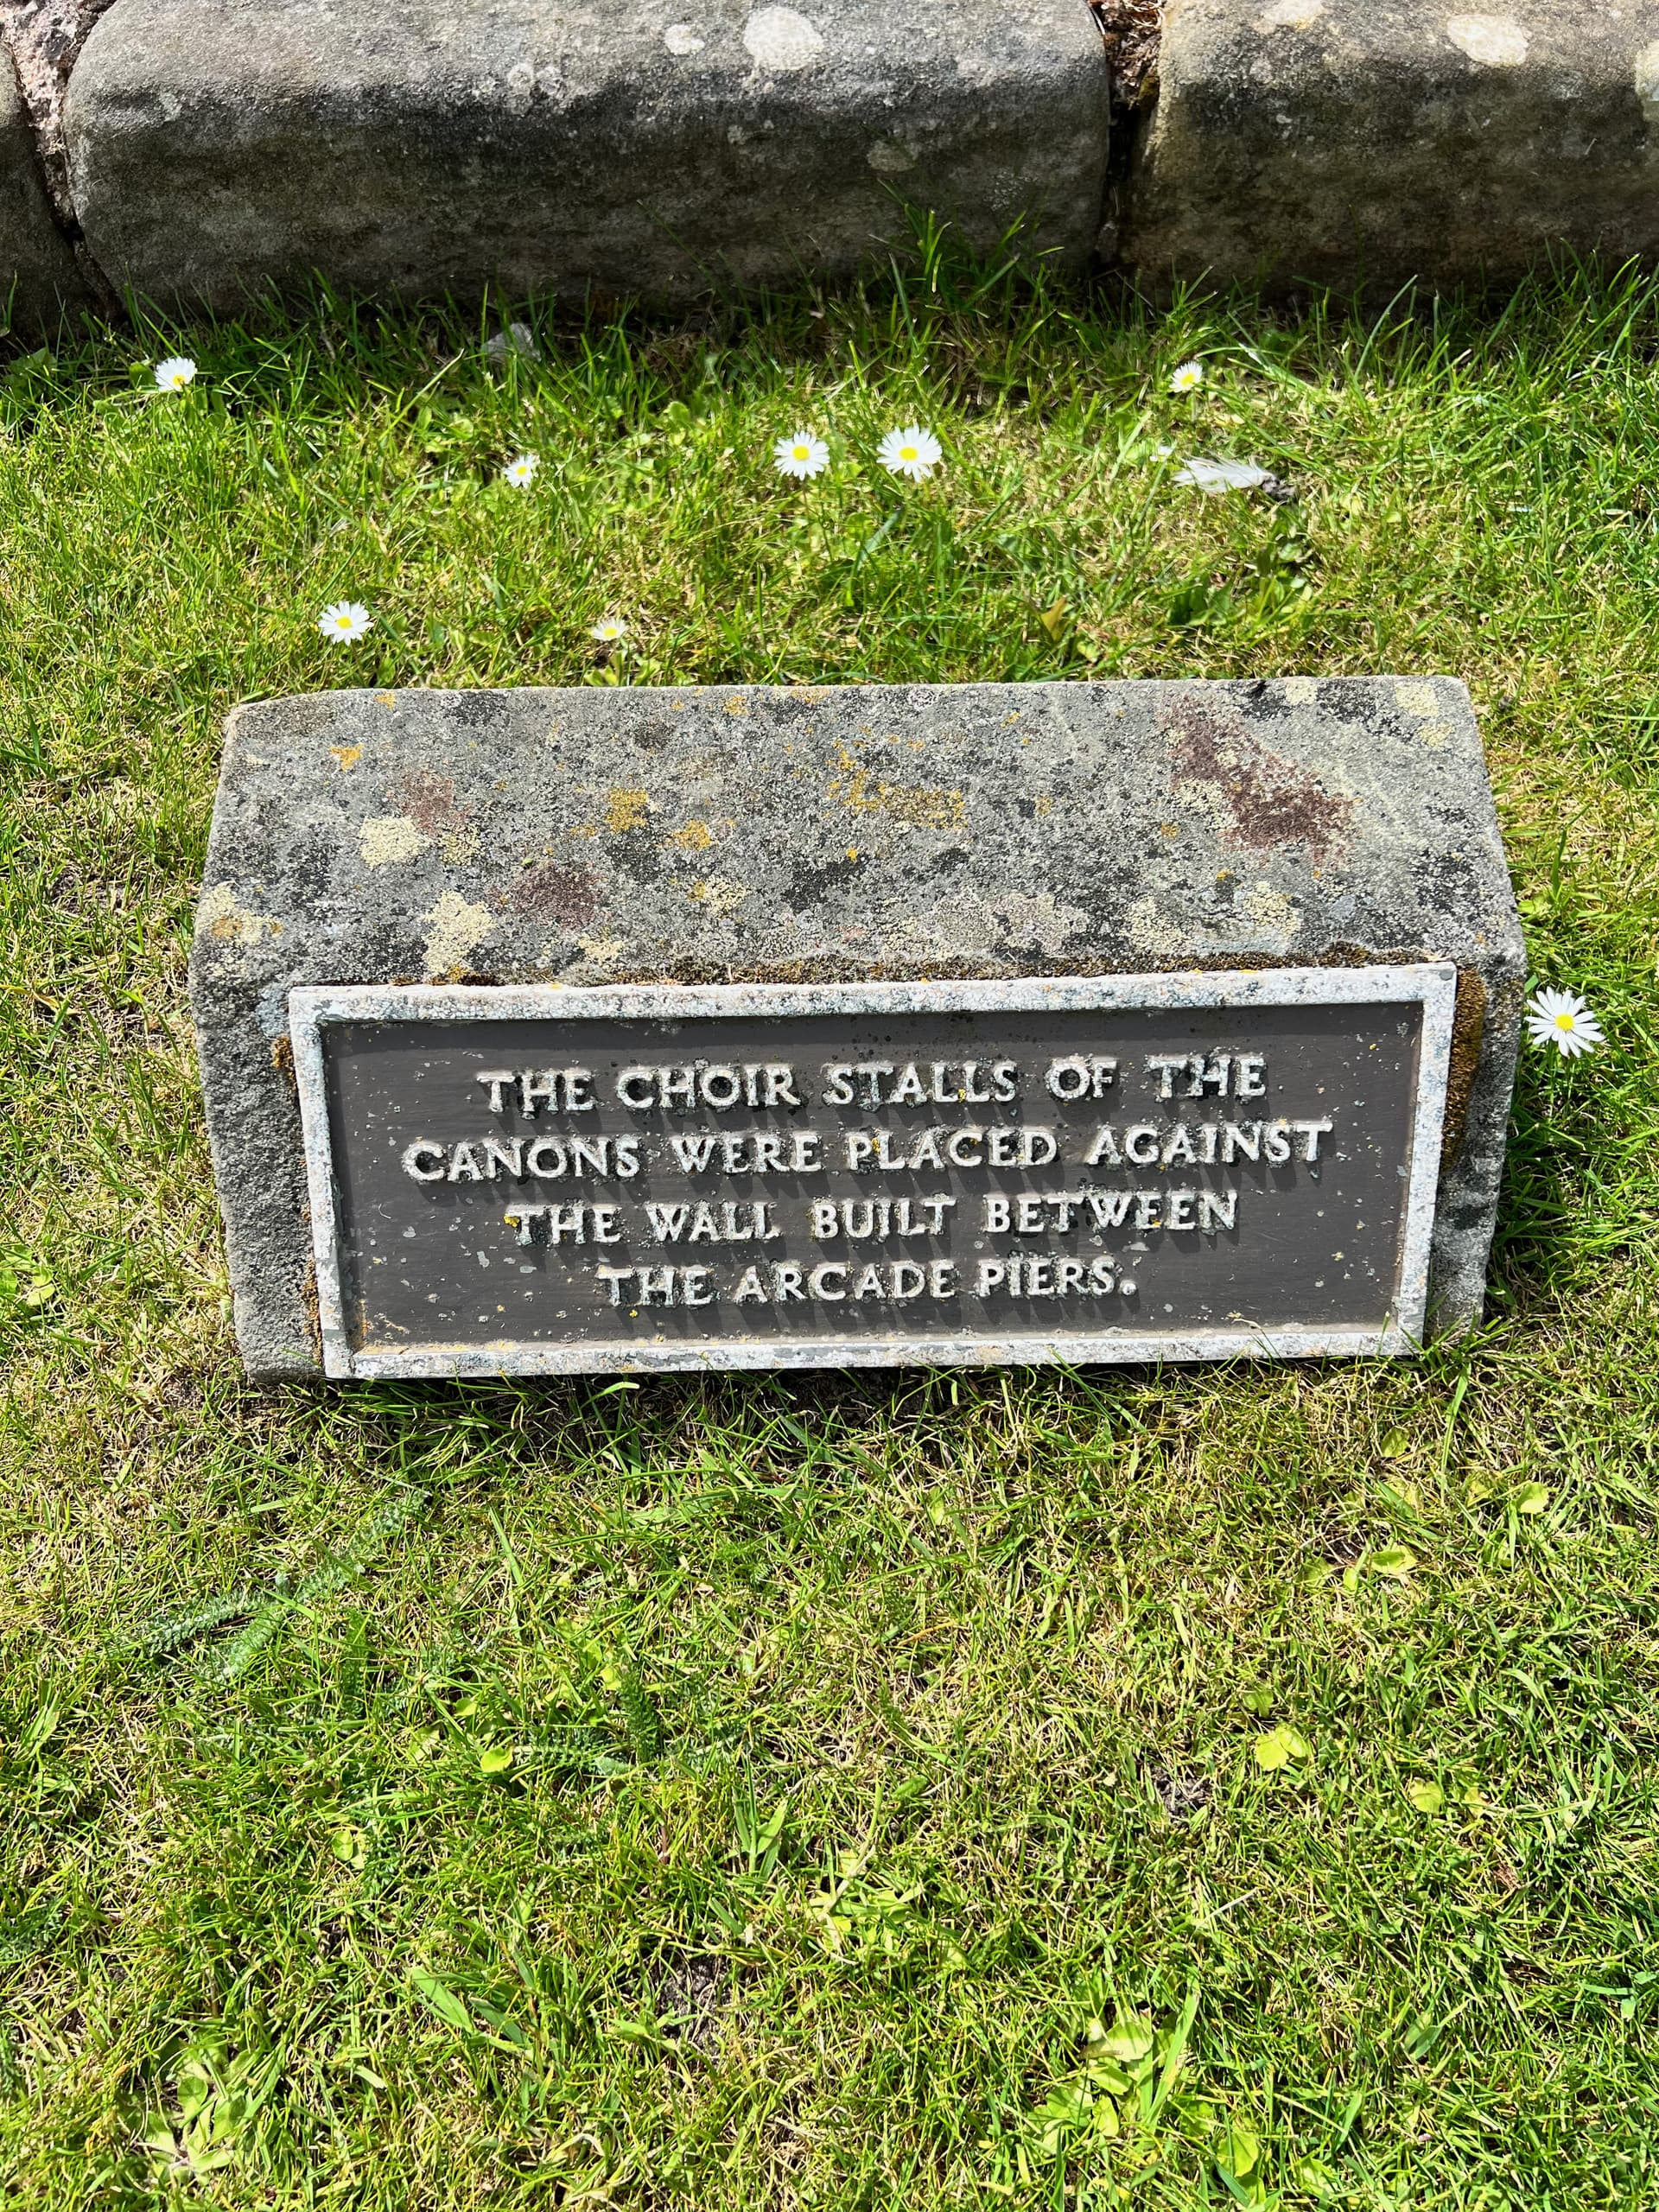 THE CHOIR STALLS OF THE
CANONS WERE PLACED AGAINST
THE WALL BUILT BETWEEN
THE ARCADE PIERS.